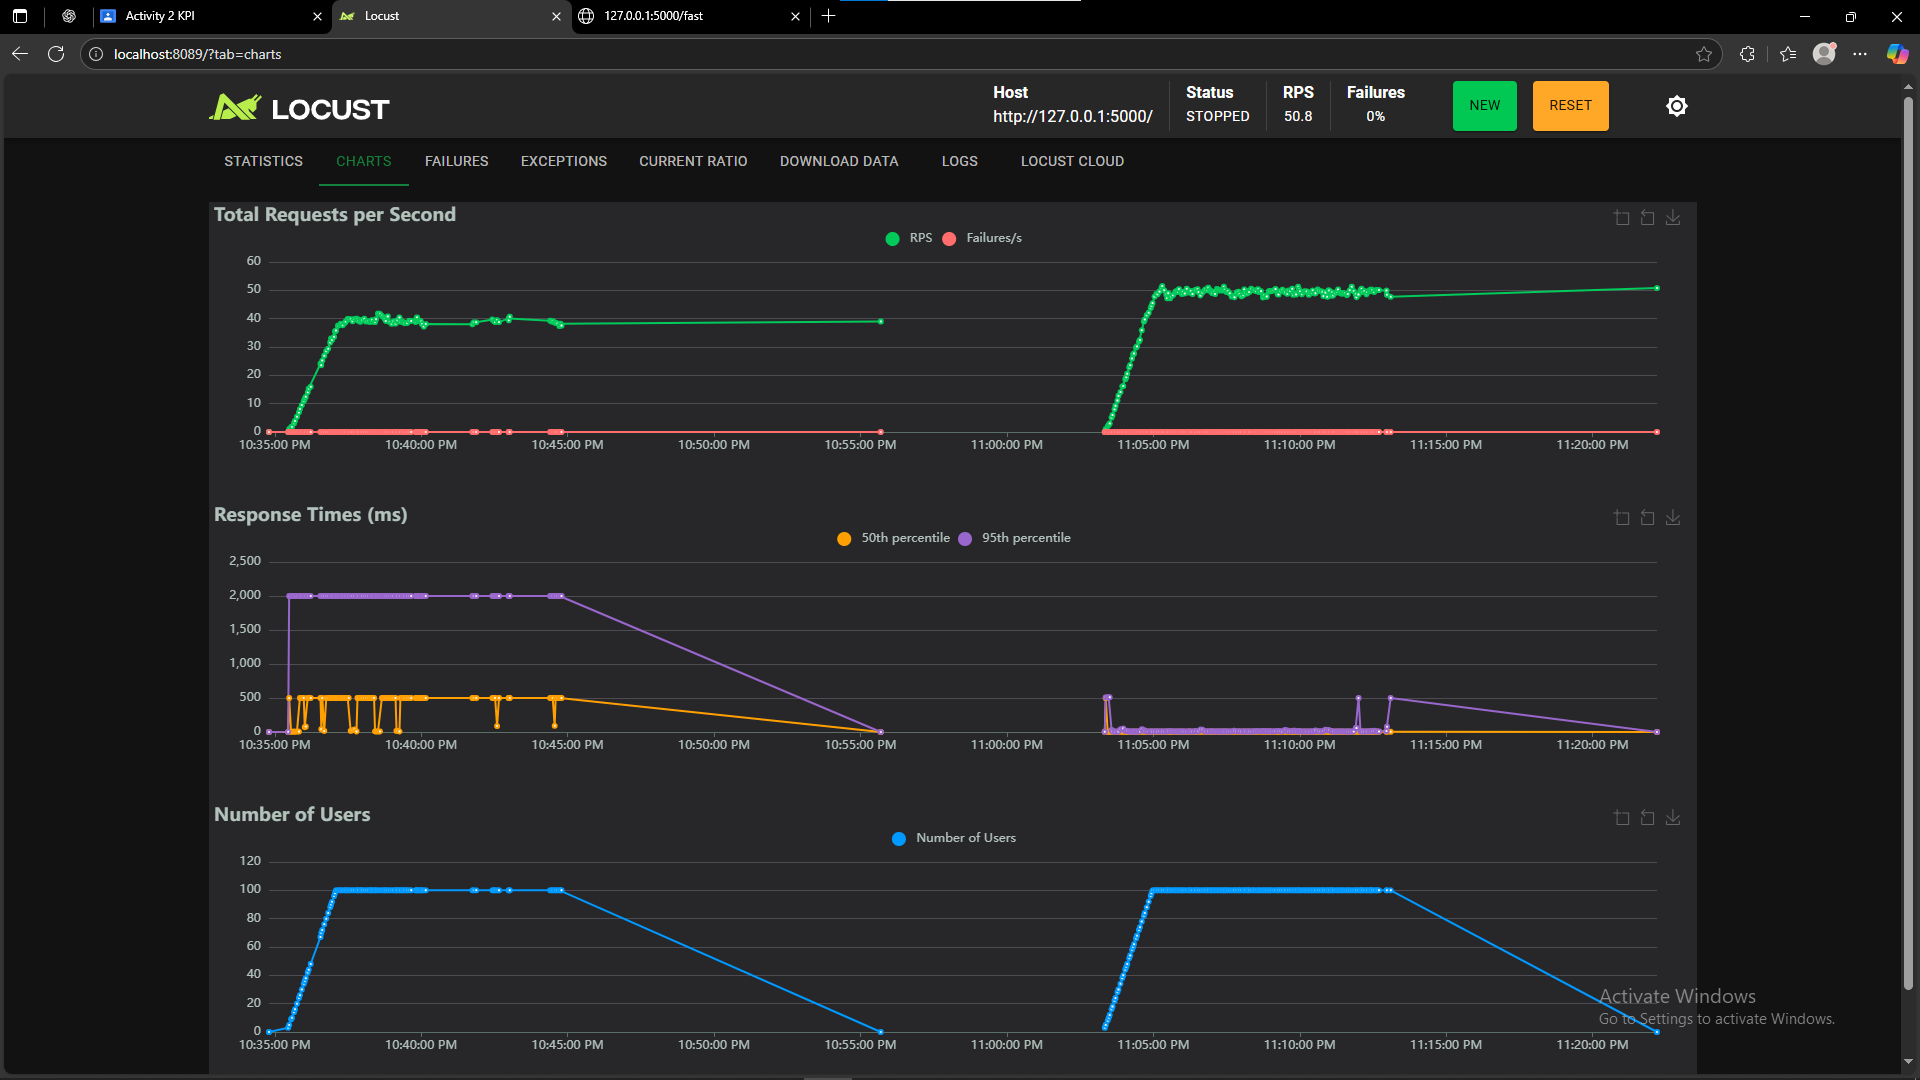 Activity 2 KPI
Locust
127.0.0.1:5000/fast
localhost:8089/?tab=charts
LOCUST
Host
http://127.0.0.1:5000/
Status
STOPPED
RPS
50.8
Failures
0%
NEW
RESET
STATISTICS CHARTS FAILURES EXCEPTIONS CURRENT RATIO DOWNLOAD DATA LOGS LOCUST CLOUD
Total Requests per Second
RPS Failures/s
60
50
40
30
20
10
0
10:35:00 PM 10:40:00 PM 10:45:00 PM 10:50:00 PM 10:55:00 PM 11:00:00 PM 11:05:00 PM 11:10:00 PM 11:15:00 PM 11:20:00 PM
Response Times (ms)
50th percentile 95th percentile
2,500
2,000
1,500
1,000
500
0
10:35:00 PM 10:40:00 PM 10:45:00 PM 10:50:00 PM 10:55:00 PM 11:00:00 PM 11:05:00 PM 11:10:00 PM 11:15:00 PM 11:20:00 PM
Number of Users
Number of Users
120
100
80
60
40
20
0
10:35:00 PM 10:40:00 PM 10:45:00 PM 10:50:00 PM 10:55:00 PM 11:00:00 PM 11:05:00 PM 11:10:00 PM 11:15:00 PM 11:20:00 PM
Activate Windows
Go to Settings to activate Windows.